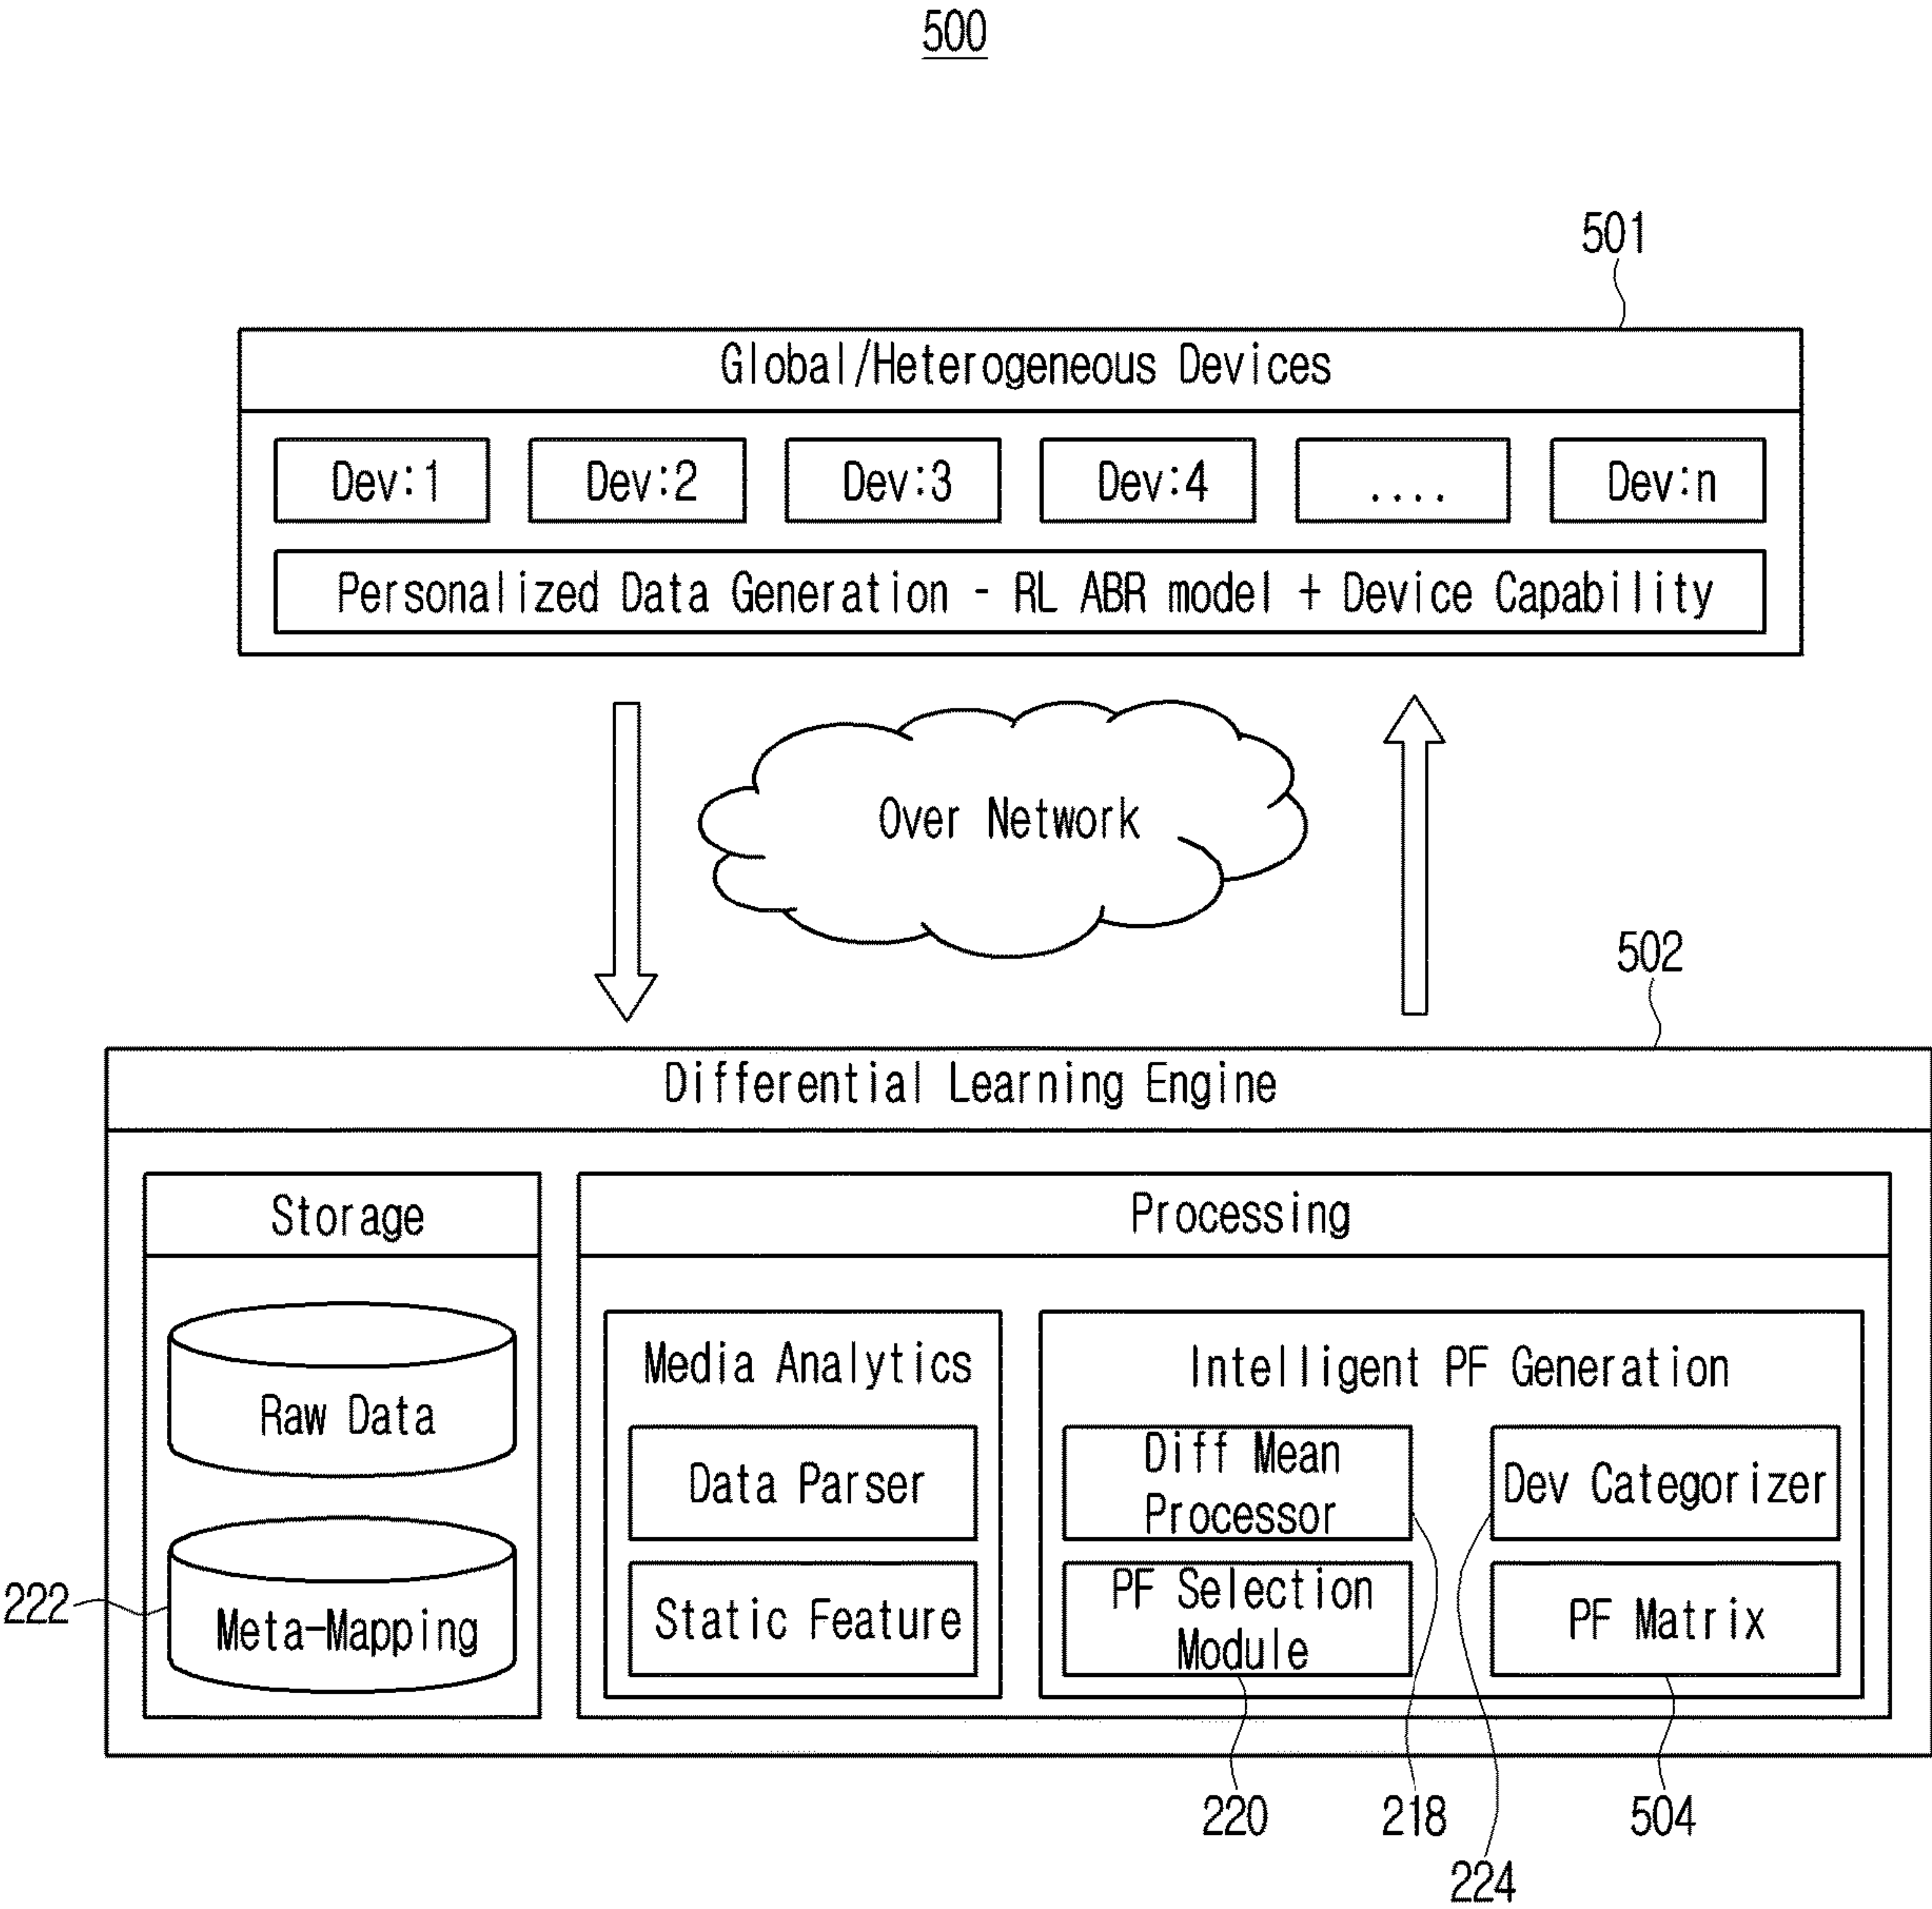 500
501
Global/Heterogeneous Devices
Dev:1
Dev:2
Dev:3
Dev:4
....
Dev:n
Personalized Data Generation - RL ABR model + Device Capability
Over Network
502
Differential Learning Engine
Storage
Raw Data
Meta-Mapping
222
Processing
Media Analytics
Data Parser
Static Feature
Intelligent PF Generation
Diff Mean
Processor
Dev Categorizer
PF Selection
Module
PF Matrix
220
218
504
224